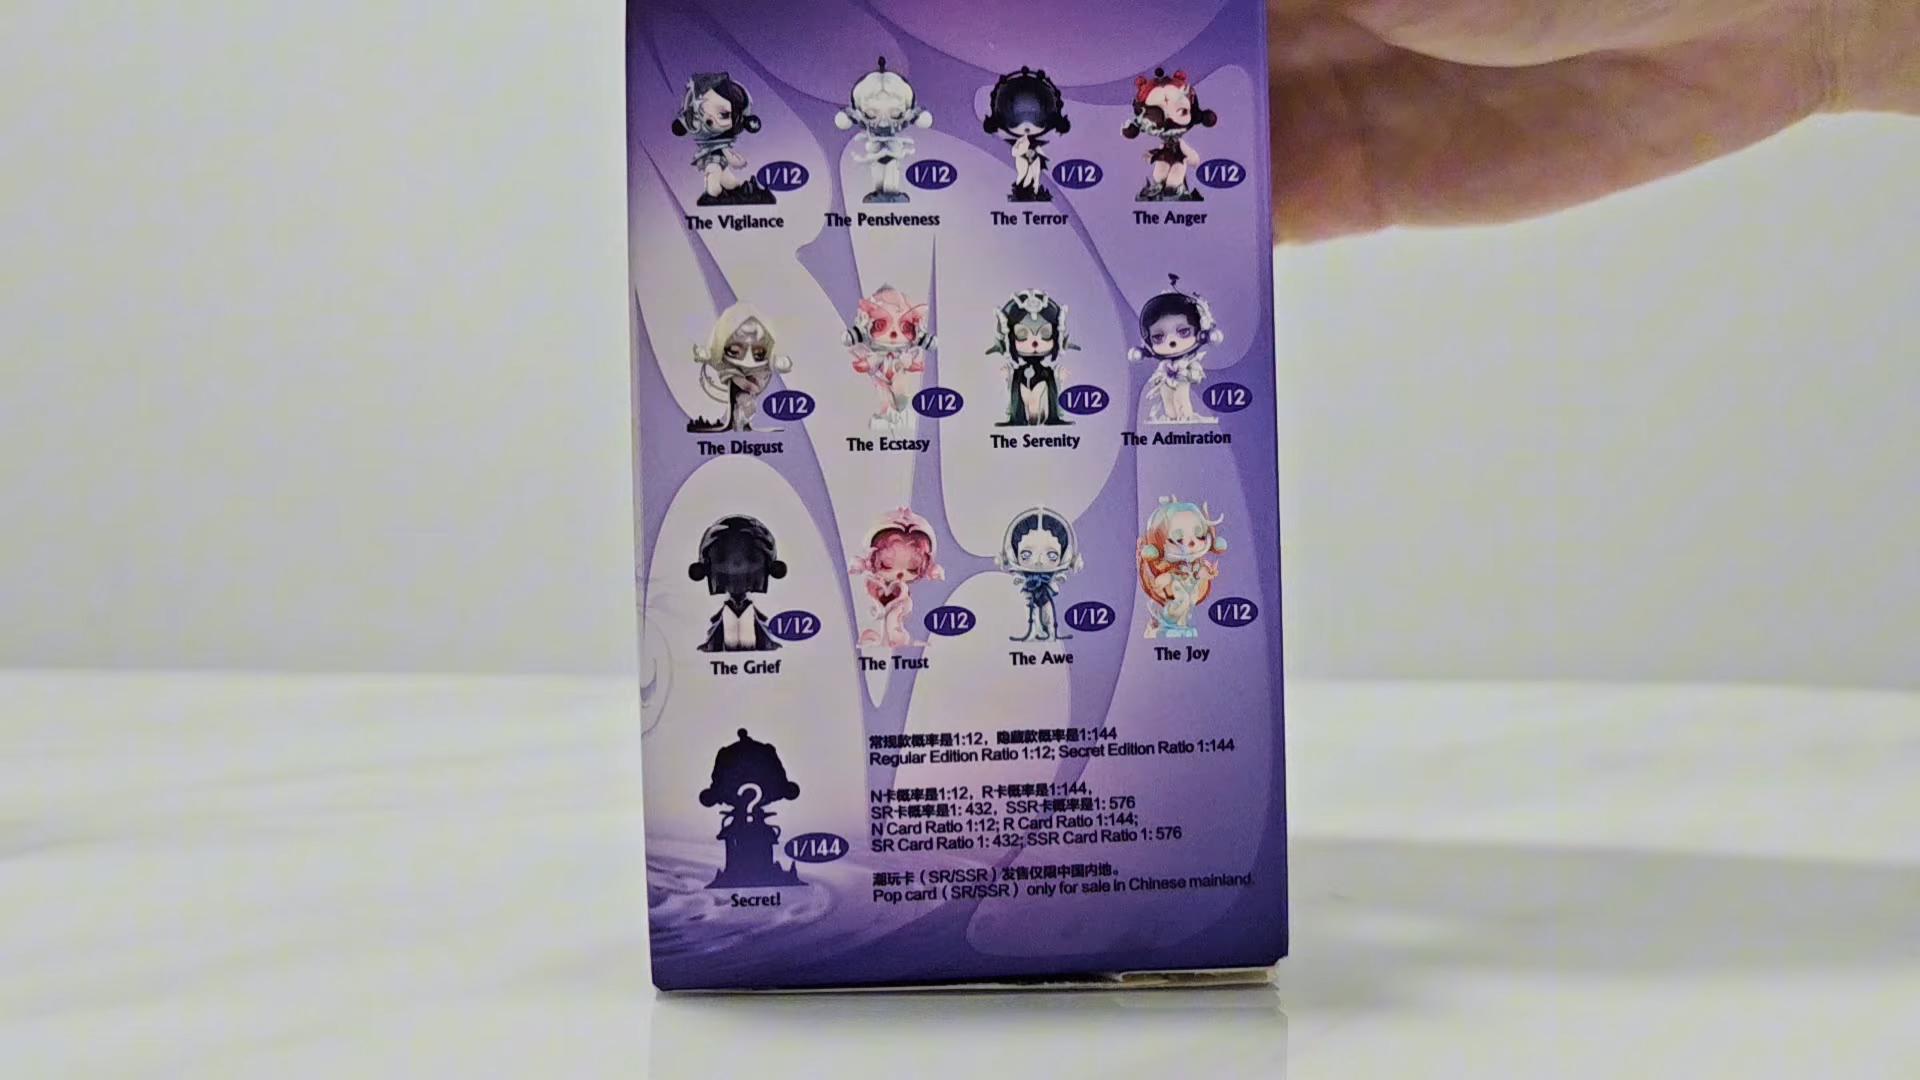 1/12 1/12 1/12 1/12
The Vigilance The Pensiveness The Terror The Anger
1/12 1/12 1/12 1/12
The Disgust The Ecstasy The Serenity The Admiration
1/12 1/12 1/12 1/12
The Grief The Trust The Awe The Joy
?
1/144
Secret!
常规款概率是1:12，隐藏款概率是1:144
Regular Edition Ratio 1:12; Secret Edition Ratio 1:144
N卡概率是1:12，R卡概率是1:144，
SR卡概率是1: 432，SSR卡概率是1: 576
N Card Ratio 1:12; R Card Ratio 1:144;
SR Card Ratio 1: 432; SSR Card Ratio 1: 576
潮玩卡（SR/SSR）发售仅限中国内地。
Pop card（SR/SSR）only for sale in Chinese mainland.